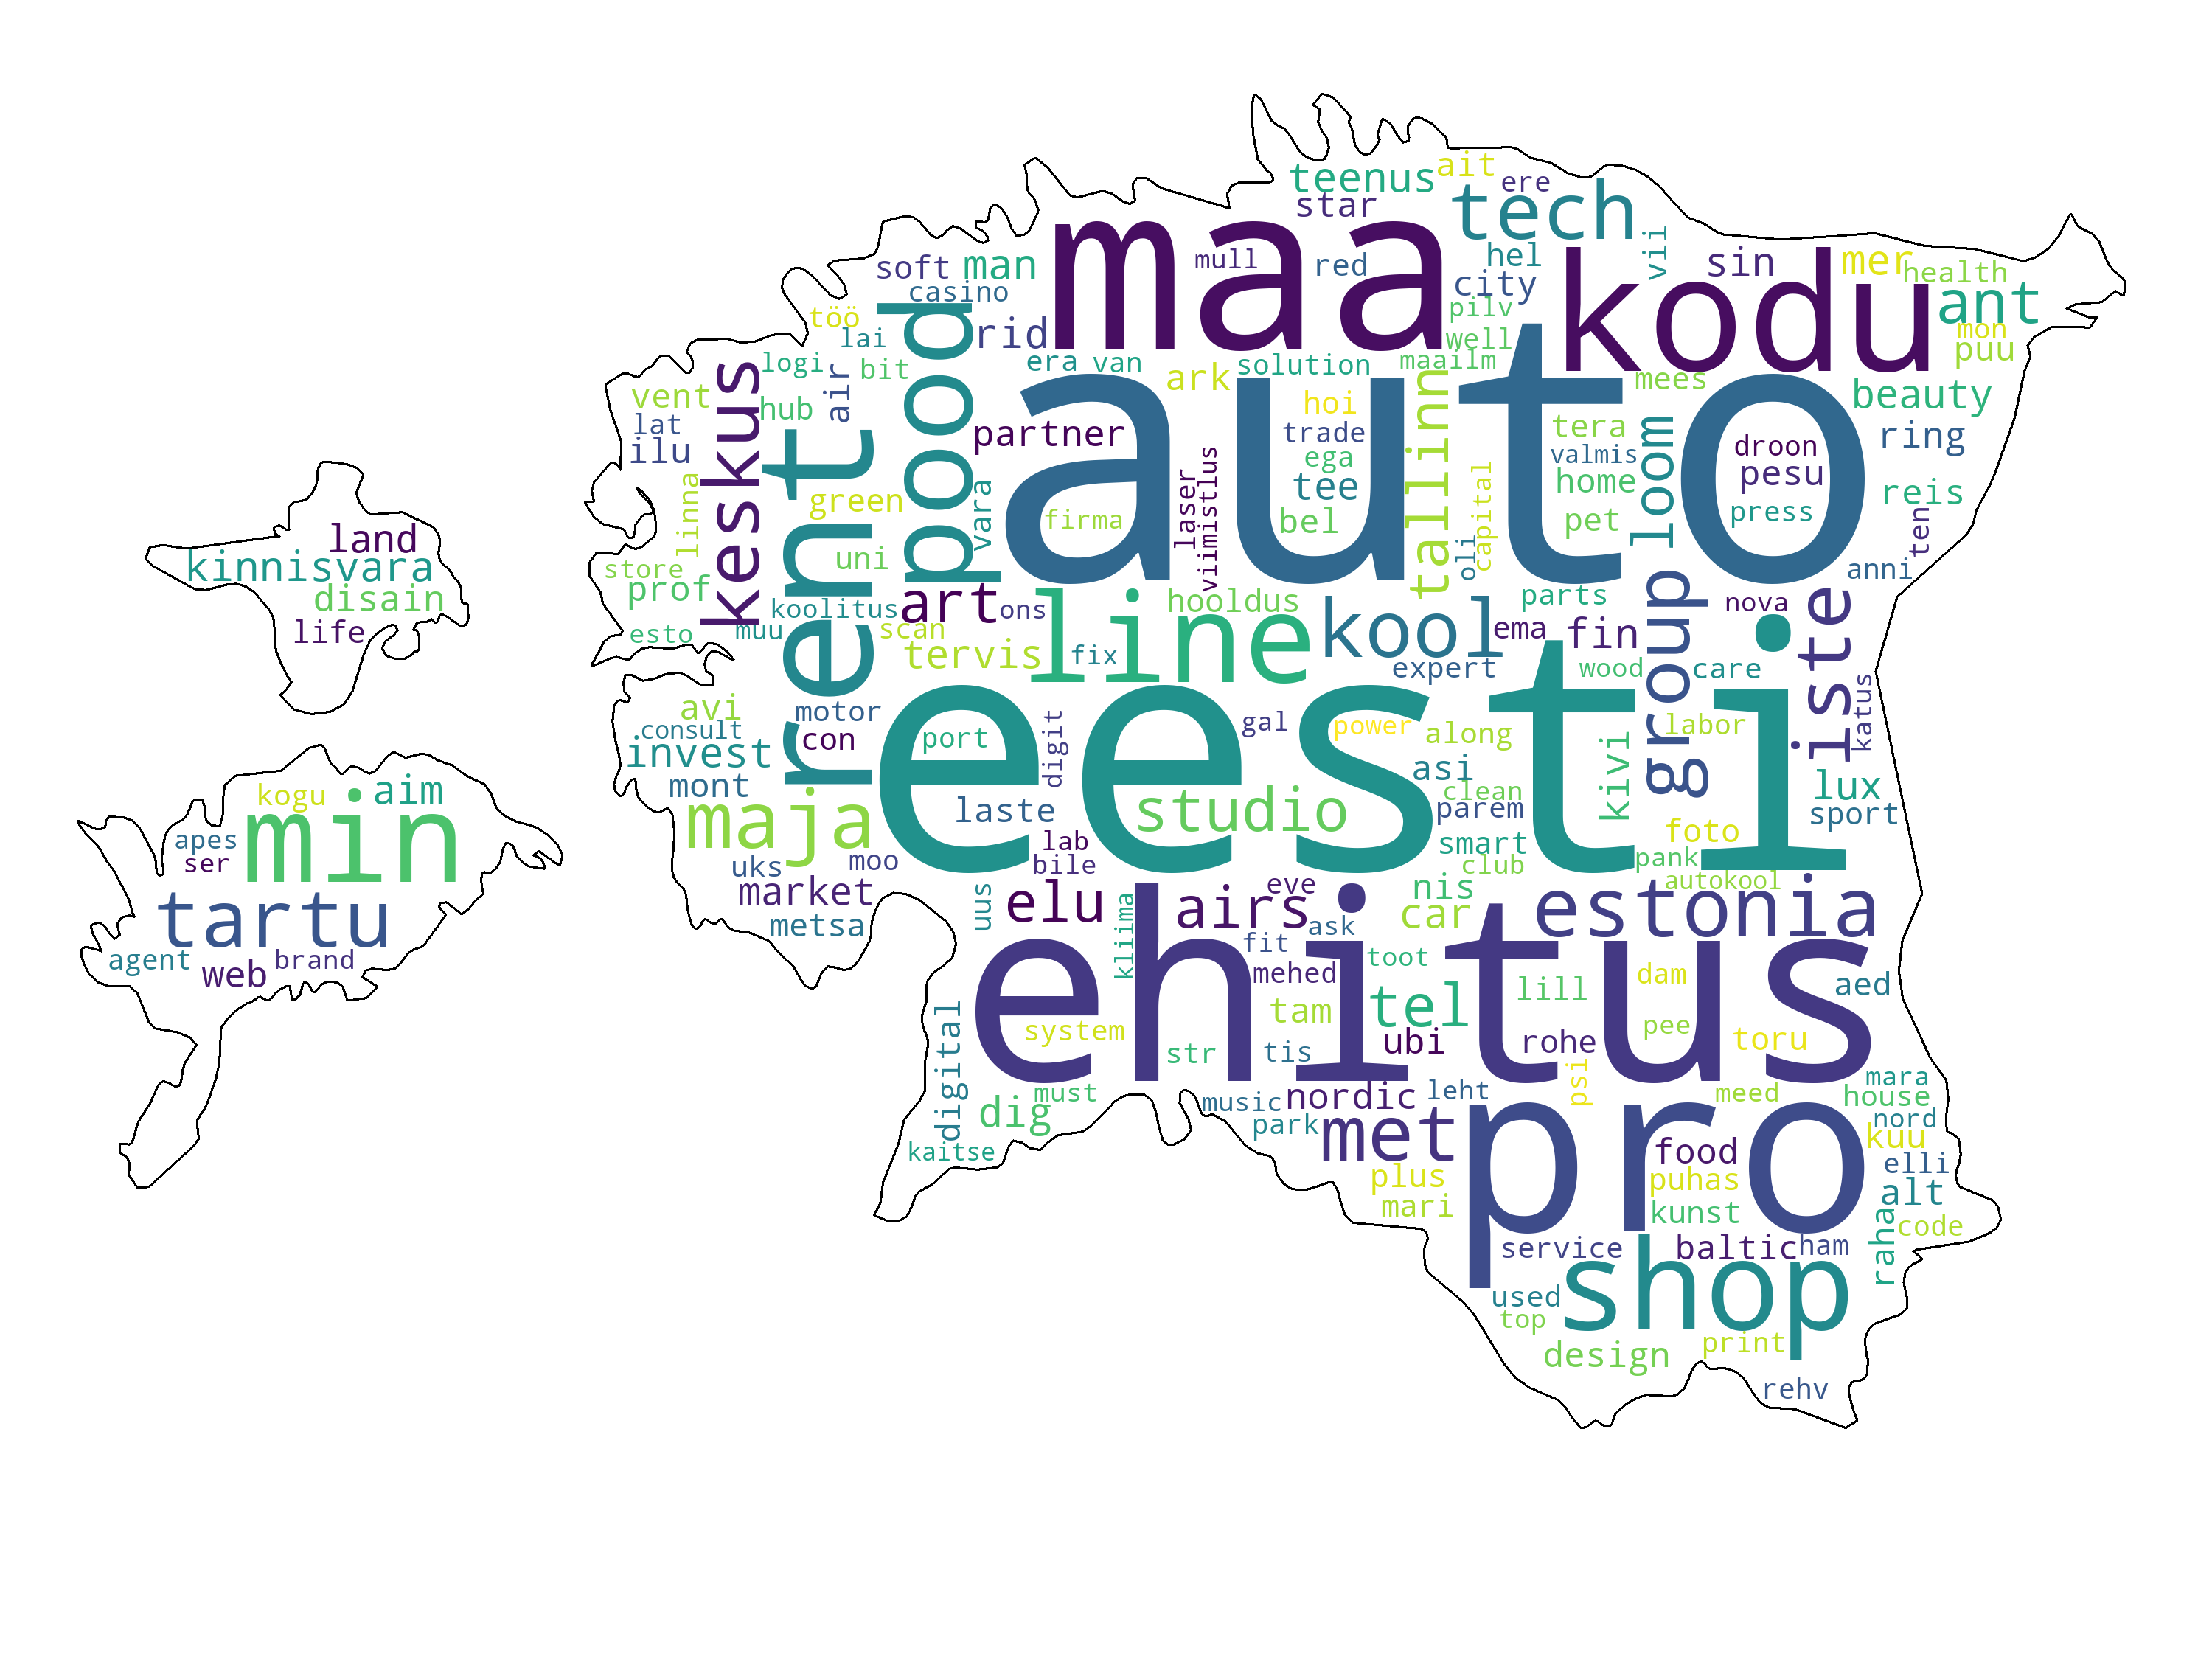 teenus
ait
ere
star
tech
maa
soft
man
mull
red
hel
vii
city
kodu
sin
mer
health
ant
casino
töö
lai
rid
pilv
well
mon
puu
logi
bit
era
van
ark
solution
maailm
mees
beauty
vent
hub
air
pood
auto
hoi
tallinn
lat
ilu
keskus
rent
partner
trade
ega
tera
valmis
loom
droon
pesu
ring
linna
green
vara
firma
laser
viimistlus
tee
bel
oli
capital
home
pet
press
reis
ten
land
kinnisvara
disain
life
store
prof
uni
esto
muu
koolitus
scan
art
ons
line
hooldus
kool
parts
ema
fin
nova
anni
group
iste
tervis
fix
expert
wood
care
katus
avi
consult
invest
motor
con
port
digit
gal
power
along
labor
eesti
mont
maja
laste
studio
asi
clean
parem
kivi
lux
sport
smart
foto
uks
moo
lab
bile
club
pank
autokool
kogu
aim
min
apes
ser
tartu
agent
web
brand
market
metsa
uus
elu
kliima
airs
eve
ask
nis
car
estonia
fit
mehed
toot
ehitus
tam
tel
lill
dam
aed
digital
system
str
tis
ubi
rohe
pee
toru
dig
must
kaitse
music
nordic
leht
psi
meed
mara
house
nord
park
met
pro
kuu
food
puhas
kunst
elli
alt
plus
mari
raha
code
service
baltic
ham
used
top
shop
design
print
rehv